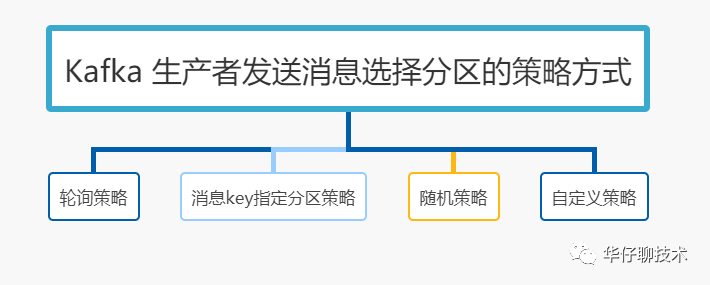 Kafka 生产者发送消息选择分区的策略方式
轮询策略
消息key指定分区策略
随机策略
自定义策略
华仔聊技术